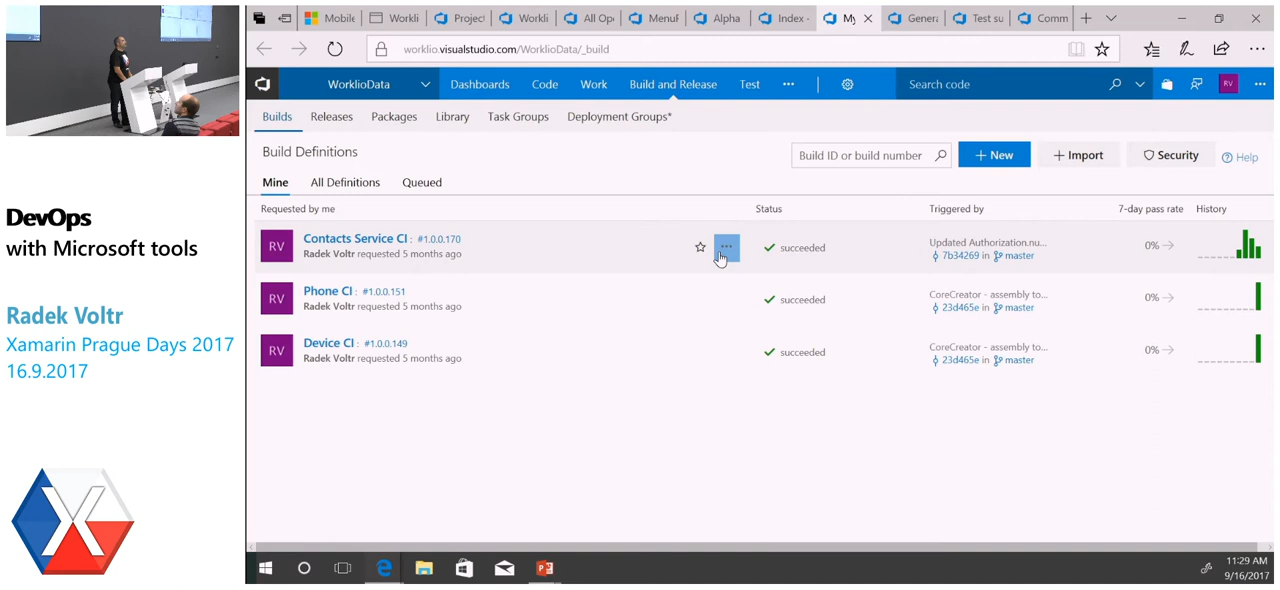 DevOps
with Microsoft tools
Radek Voltr
Xamarin Prague Days 2017
16.9.2017
X
Mobile
Workli
Project
Workli
All Ope
MenuF
Alpha
Index -
My
Genera
Test su
Comm
worklio.visualstudio.com/WorklioData/_build
WorklioData
Dashboards
Code
Work
Build and Release
Test
Search code
RV
Builds
Releases
Packages
Library
Task Groups
Deployment Groups*
Build Definitions
Build ID or build number
+ New
+ Import
Security
Help
Mine
All Definitions
Queued
Requested by me
Status
Triggered by
7-day pass rate
History
RV
Contacts Service CI : #1.0.0.170
Radek Voltr requested 5 months ago
succeeded
Updated Authorization.nu...
7b34269 in master
0%
RV
Phone CI : #1.0.0.151
Radek Voltr requested 5 months ago
succeeded
CoreCreator - assembly to...
23d465e in master
0%
RV
Device CI : #1.0.0.149
Radek Voltr requested 5 months ago
succeeded
CoreCreator - assembly to...
23d465e in master
0%
11:29 AM
9/16/2017